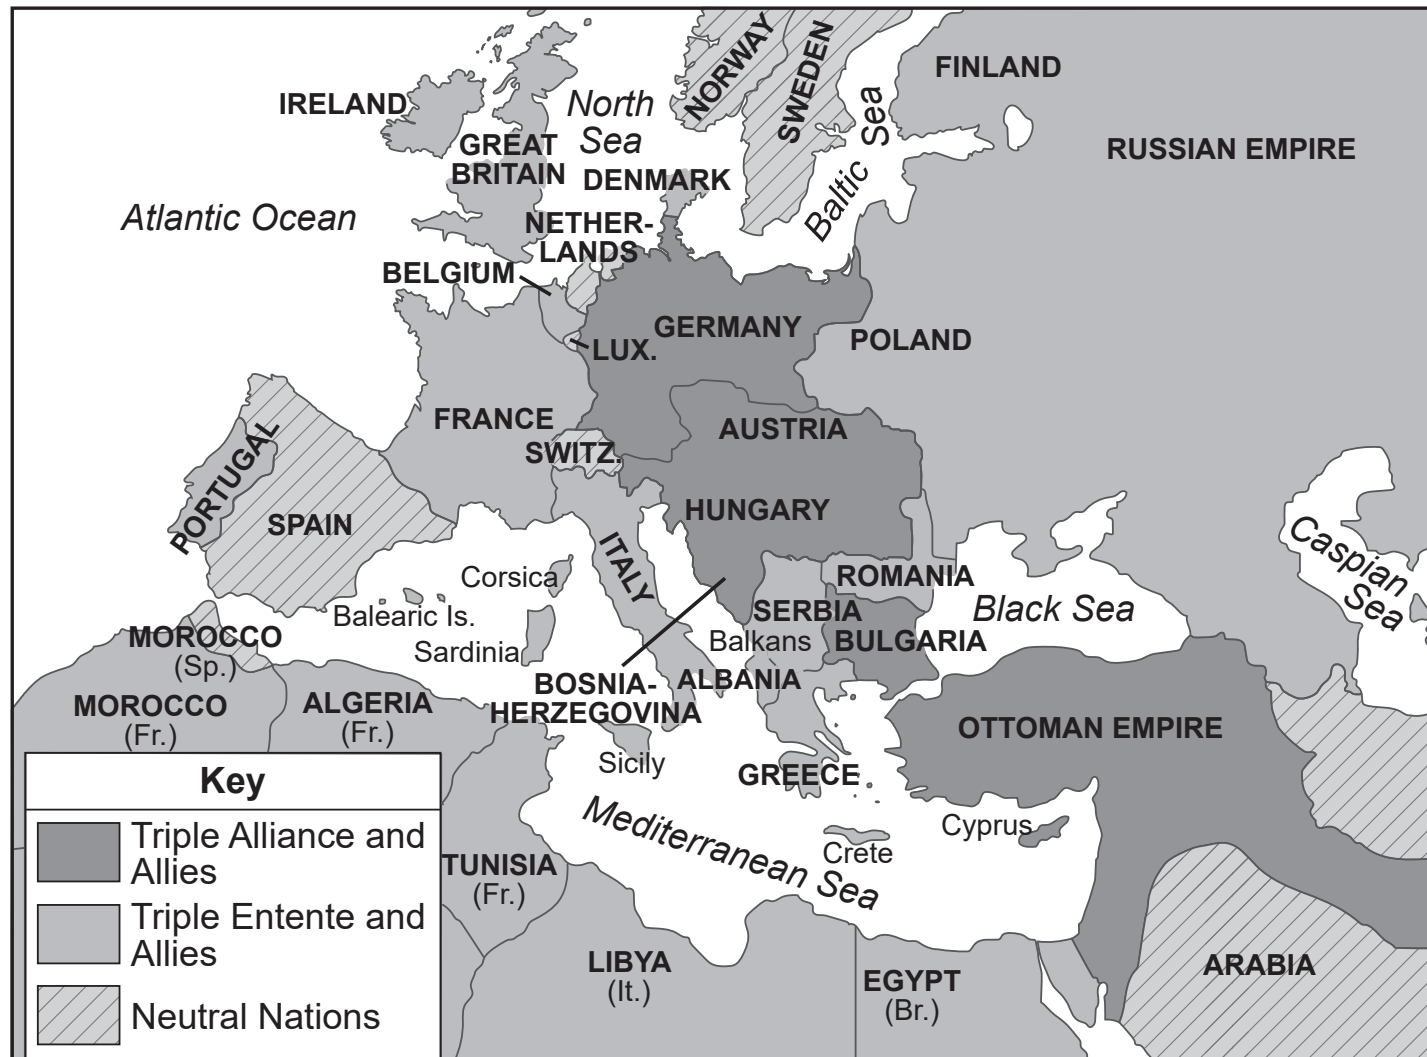 NORWAY
SWEDEN
FINLAND
IRELAND
North
Sea
Baltic Sea
RUSSIAN EMPIRE
GREAT
BRITAIN
DENMARK
Atlantic Ocean
NETHER-
LANDS
BELGIUM
GERMANY
LUX.
POLAND
FRANCE
AUSTRIA
SWITZ.
PORTUGAL
SPAIN
HUNGARY
ITALY
Caspian
Sea
Corsica
ROMANIA
Balearic Is.
SERBIA
Black Sea
MOROCCO
(Sp.)
Sardinia
Balkans
BULGARIA
BOSNIA-
HERZEGOVINA
ALBANIA
MOROCCO
(Fr.)
ALGERIA
(Fr.)
OTTOMAN EMPIRE
Sicily
GREECE
Mediterranean Sea
Cyprus
Crete
TUNISIA
(Fr.)
LIBYA
(It.)
EGYPT
(Br.)
ARABIA
Key
Triple Alliance and
Allies
Triple Entente and
Allies
Neutral Nations